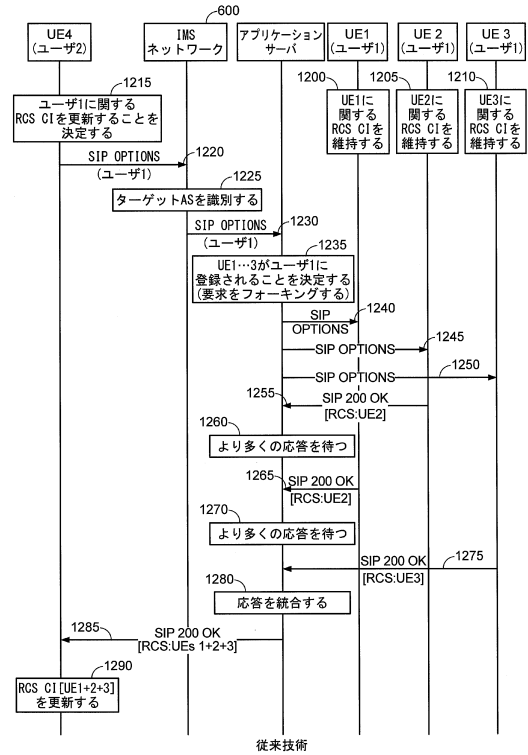 600
UE4
(ユーザ2)
IMS
ネットワーク
アプリケーション
サーバ
UE1
(ユーザ1)
UE 2
(ユーザ1)
UE 3
(ユーザ1)
1215
ユーザ1に関する
RCS CIを更新することを
決定する
1200
UE1に
関する
RCS CIを
維持する
1205
UE2に
関する
RCS CIを
維持する
1210
UE3に
関する
RCS CIを
維持する
SIP OPTIONS
(ユーザ1)
1220
1225
ターゲットASを識別する
SIP OPTIONS
(ユーザ1)
1230
1235
UE1…3がユーザ1に
登録されることを決定する
(要求をフォーキングする)
SIP
OPTIONS
1240
SIP OPTIONS
1245
SIP OPTIONS
1250
1255
SIP 200 OK
[RCS:UE2]
1260
より多くの応答を待つ
1265
SIP 200 OK
[RCS:UE2]
1270
より多くの応答を待つ
SIP 200 OK
[RCS:UE3]
1275
1280
応答を統合する
1285
SIP 200 OK
[RCS:UEs 1+2+3]
1290
RCS CI[UE1+2+3]
を更新する
従来技術